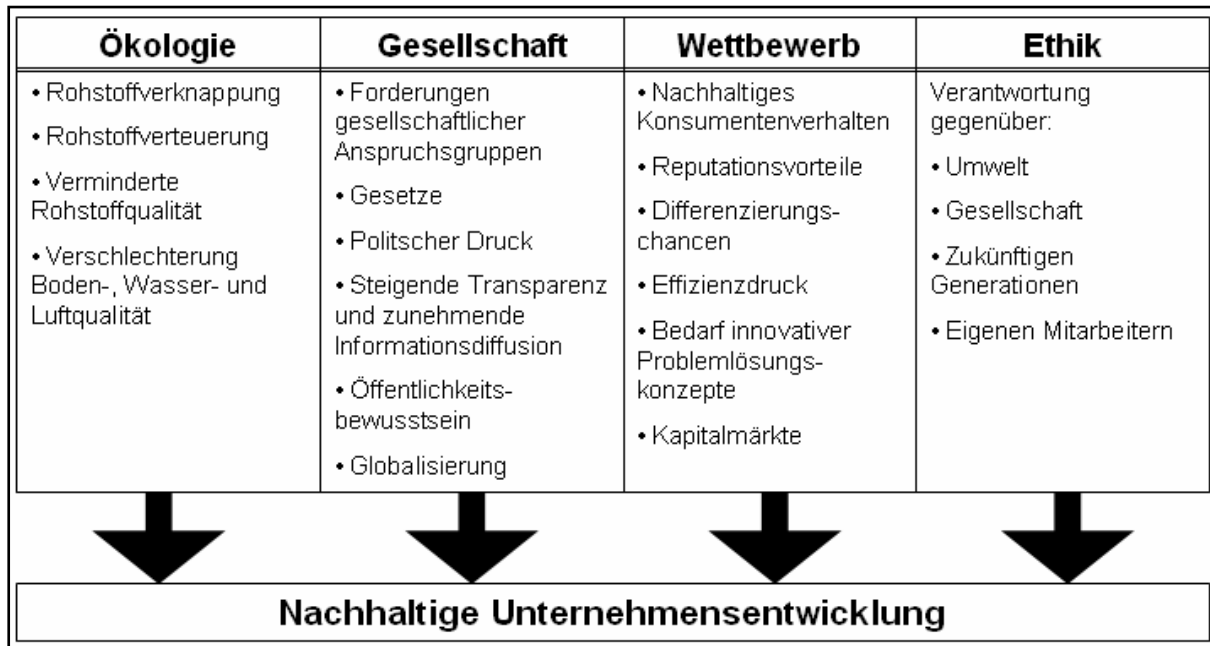 Ökologie
• Rohstoffverknappung
• Rohstoffverteuerung
• Verminderte
Rohstoffqualität
• Verschlechterung
Boden-, Wasser- und
Luftqualität
Gesellschaft
• Forderungen
gesellschaftlicher
Anspruchsgruppen
• Gesetze
• Politscher Druck
• Steigende Transparenz
und zunehmende
Informationsdiffusion
• Öffentlichkeits-
bewusstsein
• Globalisierung
Wettbewerb
• Nachhaltiges
Konsumentenverhalten
• Reputationsvorteile
• Differenzierungs-
chancen
• Effizienzdruck
• Bedarf innovativer
Problemlösungs-
konzepte
• Kapitalmärkte
Ethik
Verantwortung
gegenüber:
• Umwelt
• Gesellschaft
• Zukünftigen
Generationen
• Eigenen Mitarbeitern
Nachhaltige Unternehmensentwicklung